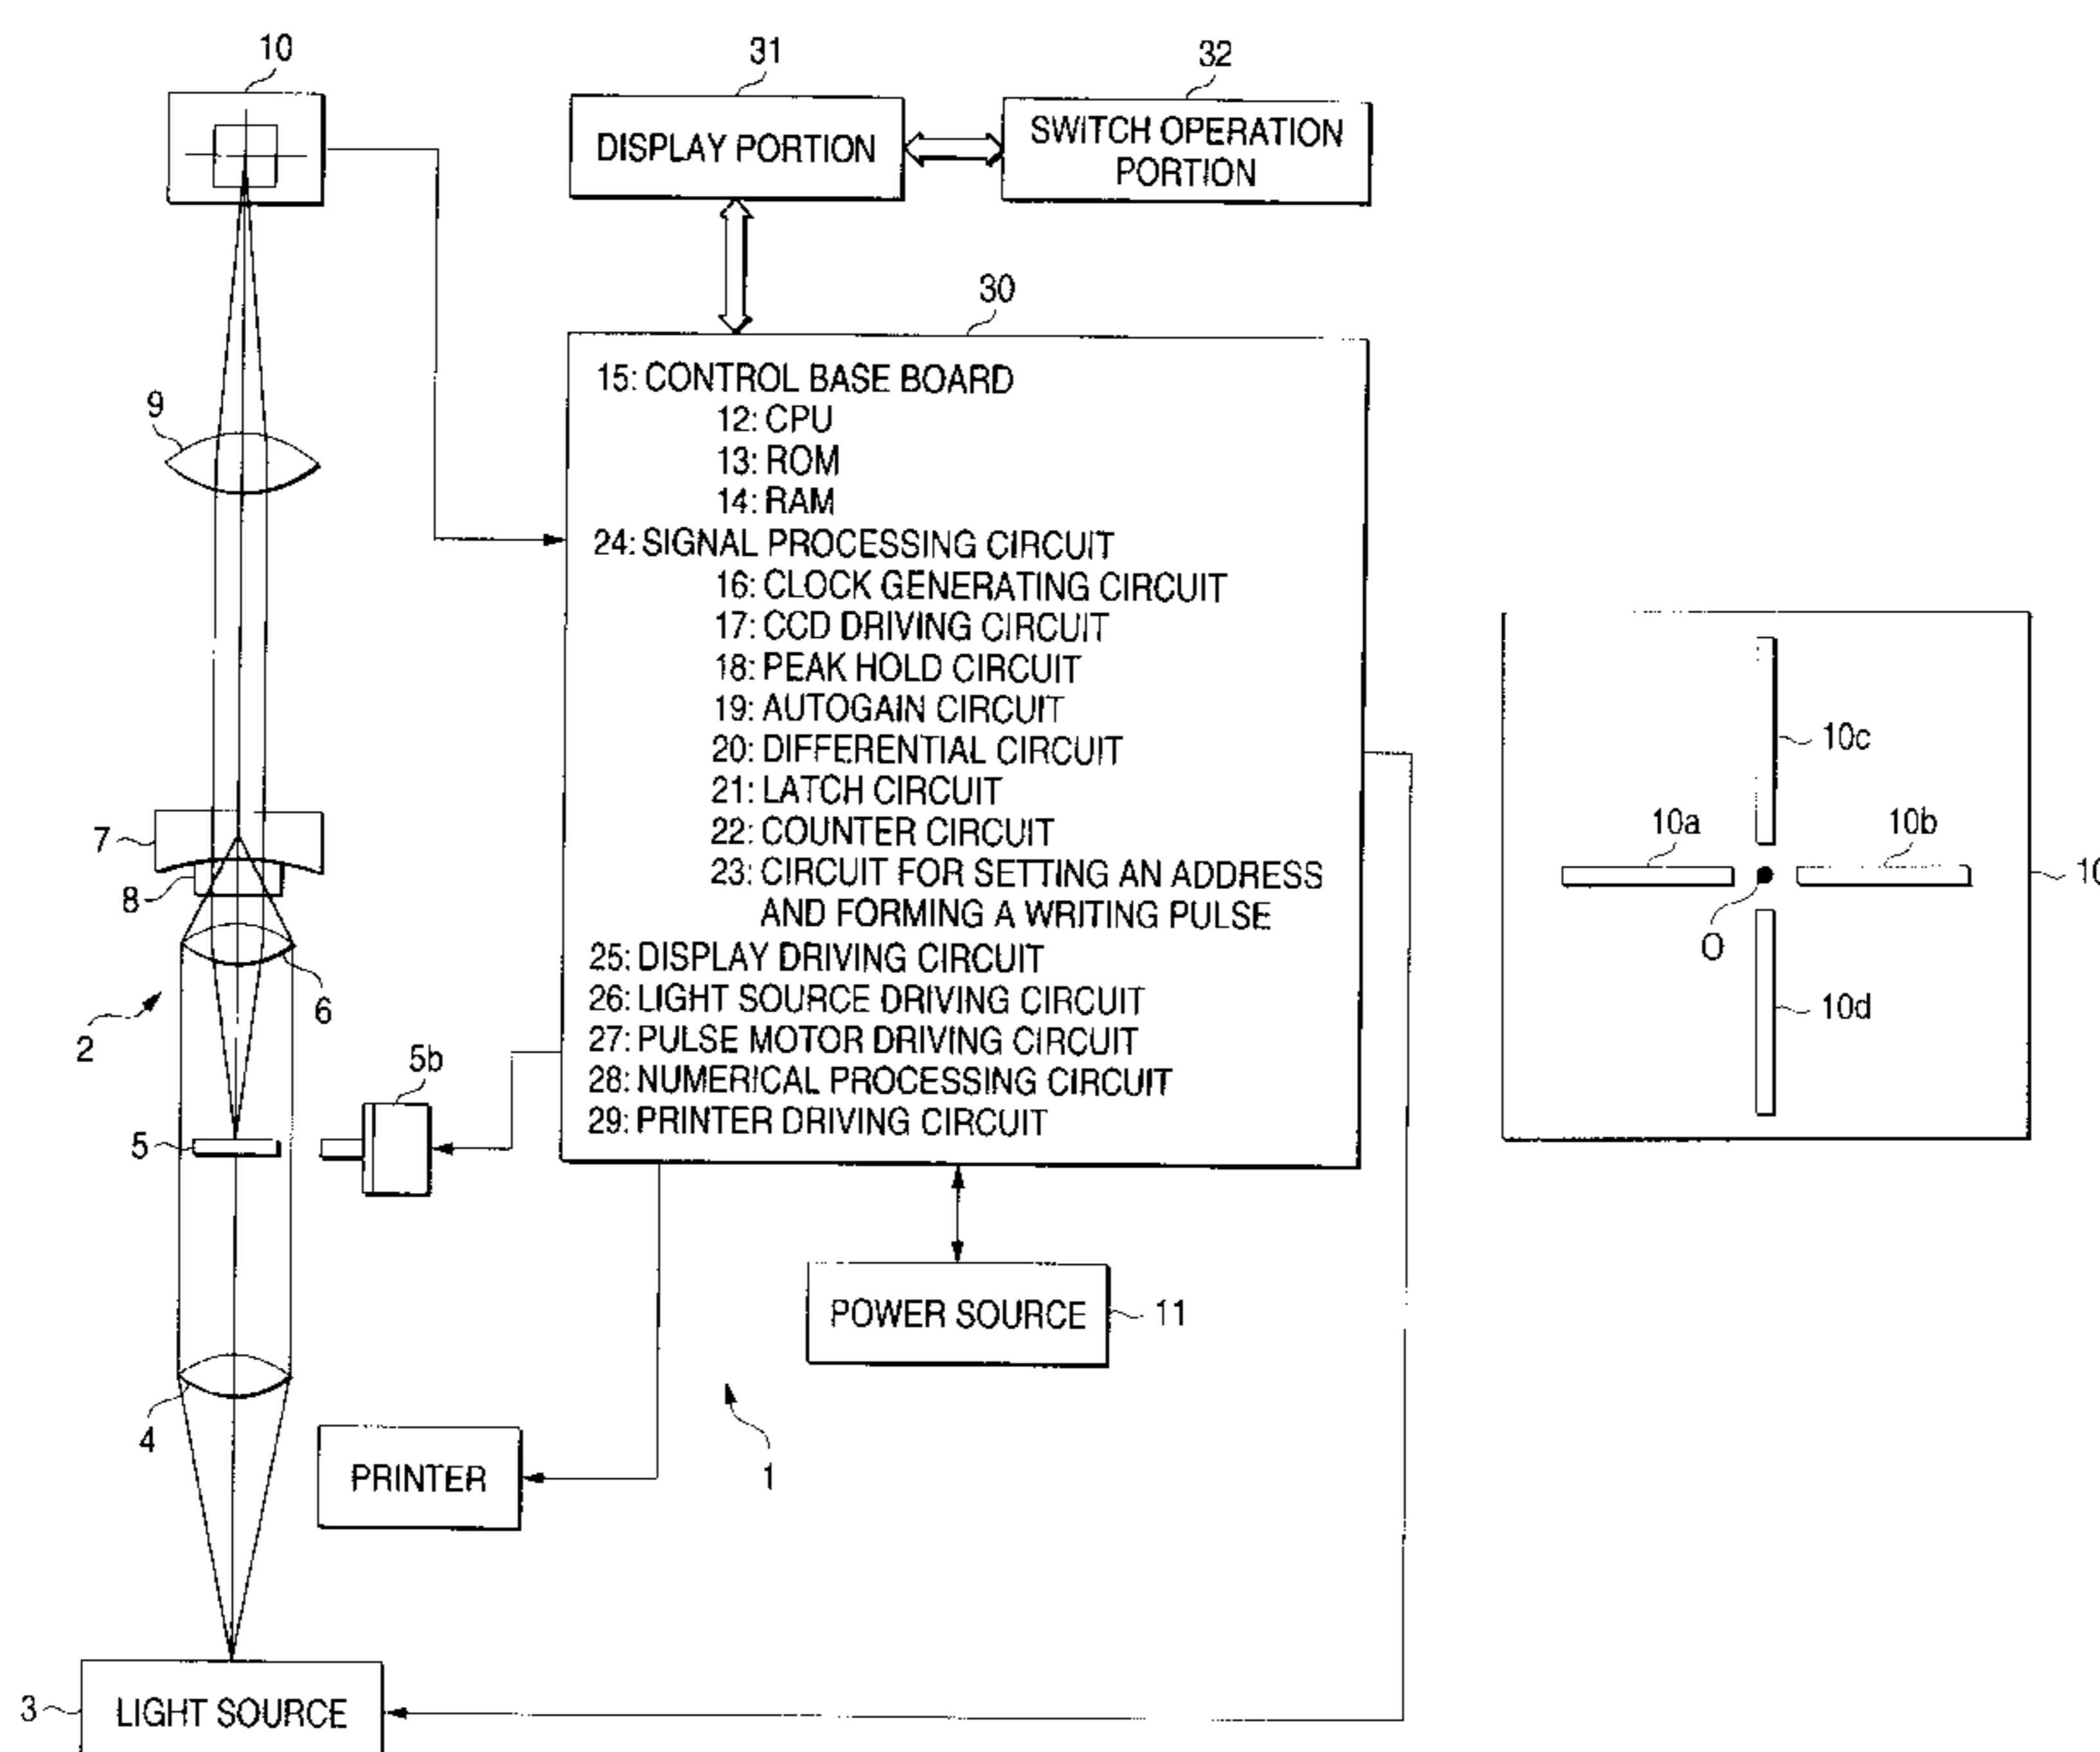 10
31
32
DISPLAY PORTION
SWITCH OPERATION
PORTION
30
15: CONTROL BASE BOARD
12: CPU
13: ROM
14: RAM
24: SIGNAL PROCESSING CIRCUIT
16: CLOCK GENERATING CIRCUIT
17: CCD DRIVING CIRCUIT
18: PEAK HOLD CIRCUIT
19: AUTOGAIN CIRCUIT
20: DIFFERENTIAL CIRCUIT
21: LATCH CIRCUIT
22: COUNTER CIRCUIT
23: CIRCUIT FOR SETTING AN ADDRESS
AND FORMING A WRITING PULSE
25: DISPLAY DRIVING CIRCUIT
26: LIGHT SOURCE DRIVING CIRCUIT
27: PULSE MOTOR DRIVING CIRCUIT
28: NUMERICAL PROCESSING CIRCUIT
29: PRINTER DRIVING CIRCUIT
9
7
8
6
2
5b
5
4
PRINTER
POWER SOURCE
11
1
3
LIGHT SOURCE
10c
10a
10b
10
O
10d